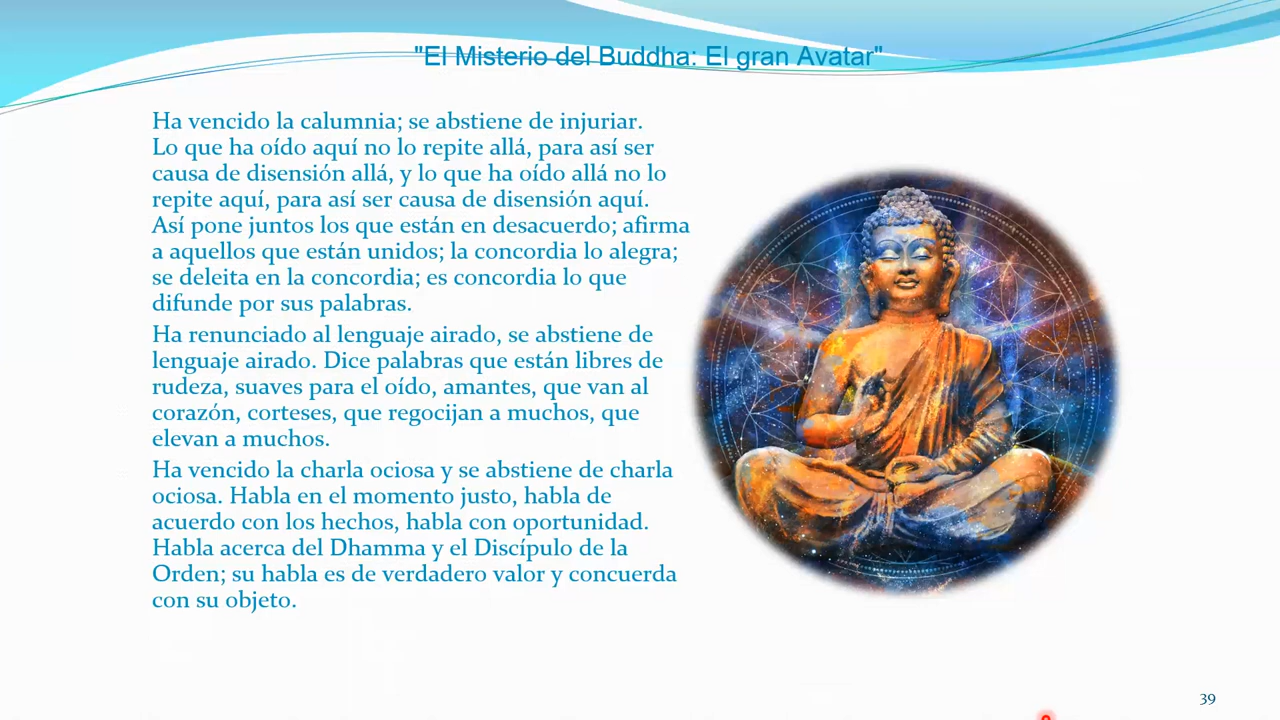 "El Misterio del Buddha: El gran Avatar"
Ha vencido la calumnia; se abstiene de injuriar.
Lo que ha oído aquí no lo repite allá, para así ser
causa de disensión allá, y lo que ha oído allá no lo
repite aquí, para así ser causa de disensión aquí.
Así pone juntos los que están en desacuerdo; afirma
a aquellos que están unidos; la concordia lo alegra;
se deleita en la concordia; es concordia lo que
difunde por sus palabras.
Ha renunciado al lenguaje airado, se abstiene de
lenguaje airado. Dice palabras que están libres de
rudeza, suaves para el oído, amantes, que van al
corazón, corteses, que regocijan a muchos, que
elevan a muchos.
Ha vencido la charla ociosa y se abstiene de charla
ociosa. Habla en el momento justo, habla de
acuerdo con los hechos, habla con oportunidad.
Habla acerca del Dhamma y el Discípulo de la
Orden; su habla es de verdadero valor y concuerda
con su objeto.
39